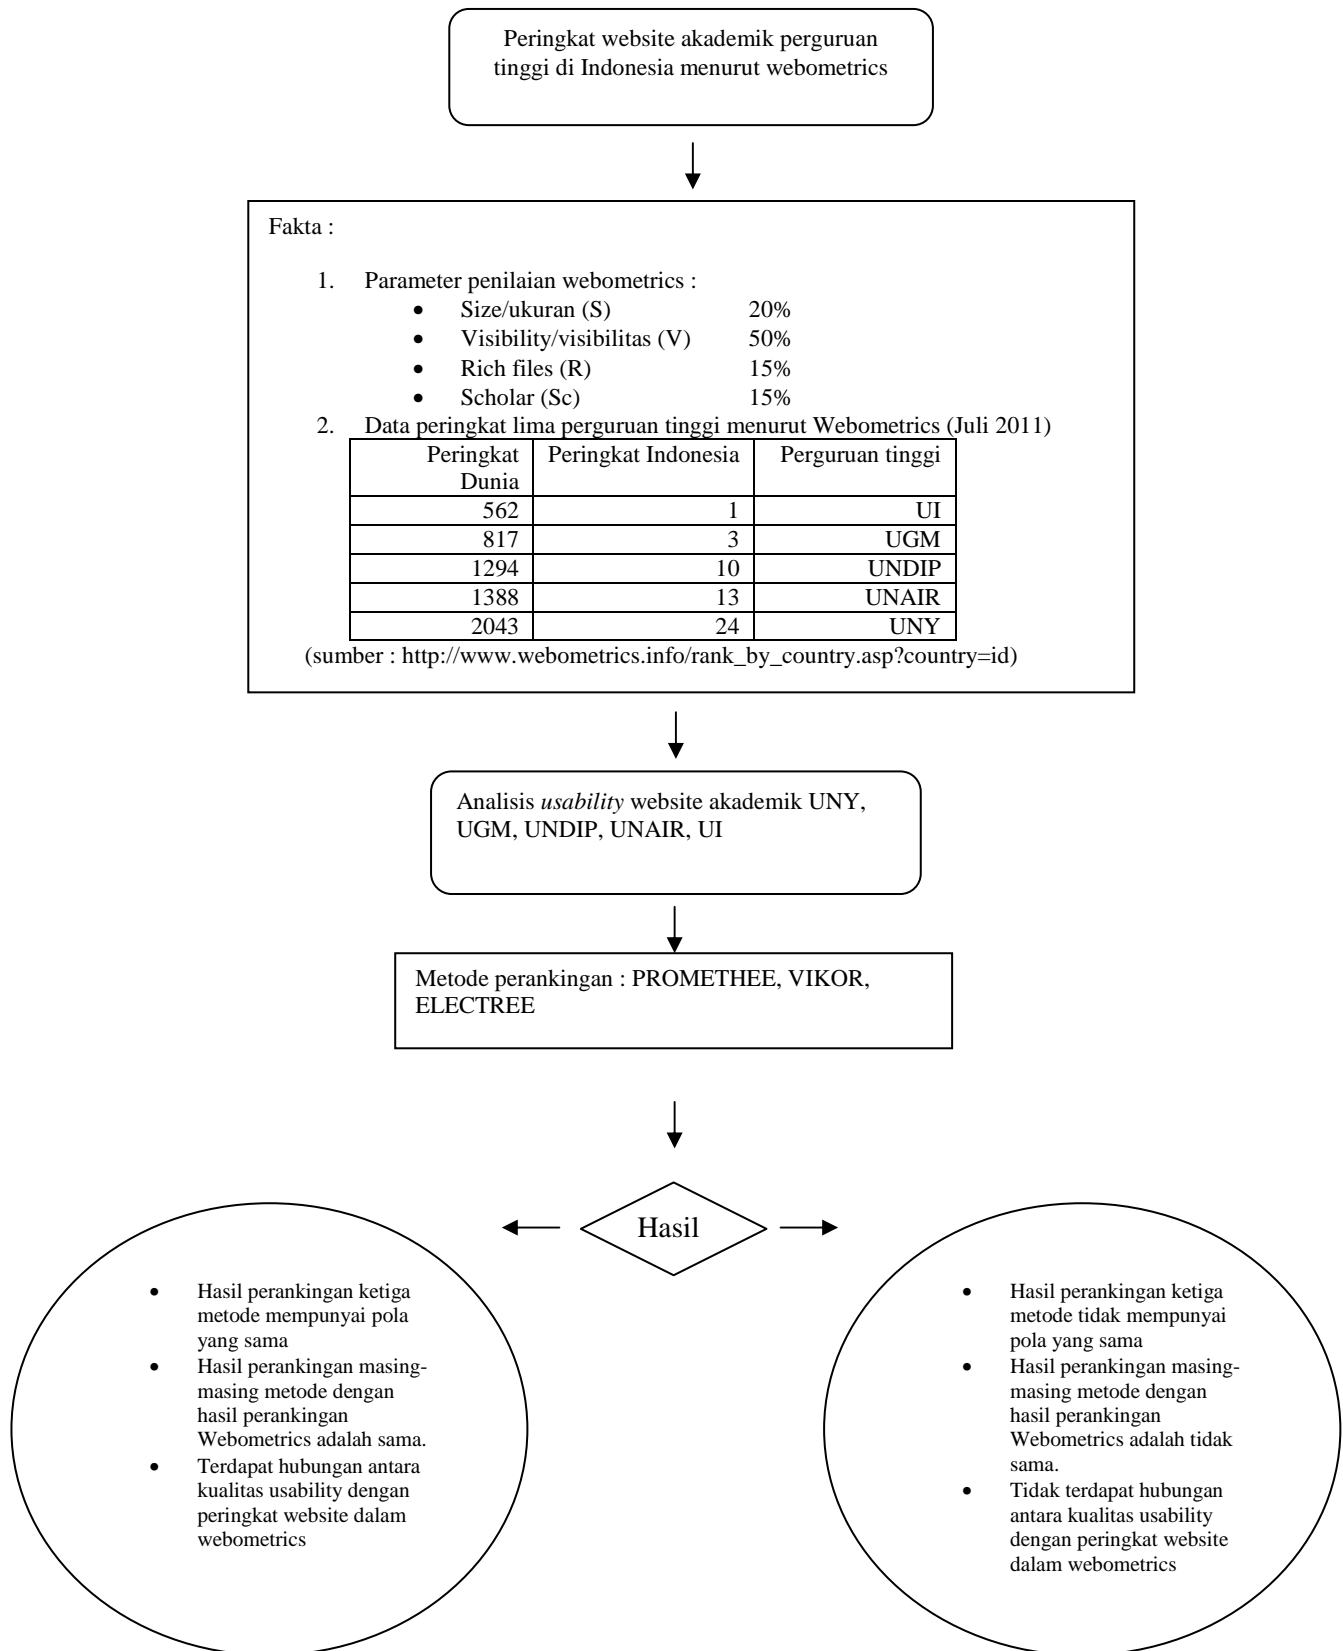 Peringkat website akademik perguruan
tinggi di Indonesia menurut webometrics
Fakta :
1. Parameter penilaian webometrics :
• Size/ukuran (S) 20%
• Visibility/visibilitas (V) 50%
• Rich files (R) 15%
• Scholar (Sc) 15%
2. Data peringkat lima perguruan tinggi menurut Webometrics (Juli 2011)
Peringkat Peringkat Indonesia Perguruan tinggi
Dunia
562 1 UI
817 3 UGM
1294 10 UNDIP
1388 13 UNAIR
2043 24 UNY
(sumber : http://www.webometrics.info/rank_by_country.asp?country=id)
Analisis usability website akademik UNY,
UGM, UNDIP, UNAIR, UI
Metode perankingan : PROMETHEE, VIKOR,
ELECTREE
Hasil
• Hasil perankingan ketiga
metode mempunyai pola
yang sama
• Hasil perankingan masing-
masing metode dengan
hasil perankingan
Webometrics adalah sama.
• Terdapat hubungan antara
kualitas usability dengan
peringkat website dalam
webometrics
• Hasil perankingan ketiga
metode tidak mempunyai
pola yang sama
• Hasil perankingan masing-
masing metode dengan
hasil perankingan
Webometrics adalah tidak
sama.
• Tidak terdapat hubungan
antara kualitas usability
dengan peringkat website
dalam webometrics